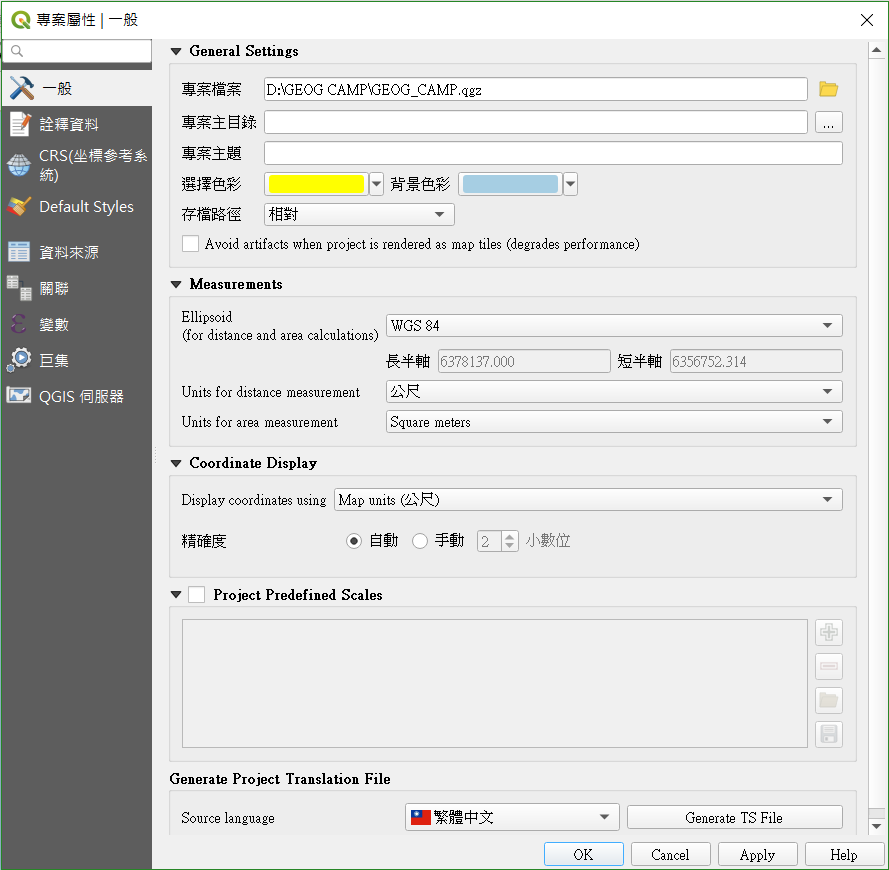 專案屬性 | 一般
一般
詮釋資料
CRS(坐標參考系
統)
Default Styles
資料來源
關聯
變數
巨集
QGIS 伺服器
General Settings
專案檔案 D:\GEOG CAMP\GEOG_CAMP.qgz
專案主目錄 ...
專案主題
選擇色彩 背景色彩
存檔路徑 相對
Avoid artifacts when project is rendered as map tiles (degrades performance)
Measurements
Ellipsoid
(for distance and area calculations) WGS 84
長半軸 6378137.000 短半軸 6356752.314
Units for distance measurement 公尺
Units for area measurement Square meters
Coordinate Display
Display coordinates using Map units (公尺)
精確度 自動 手動 2 小數位
Project Predefined Scales
Generate Project Translation File
Source language 繁體中文 Generate TS File
OK Cancel Apply Help